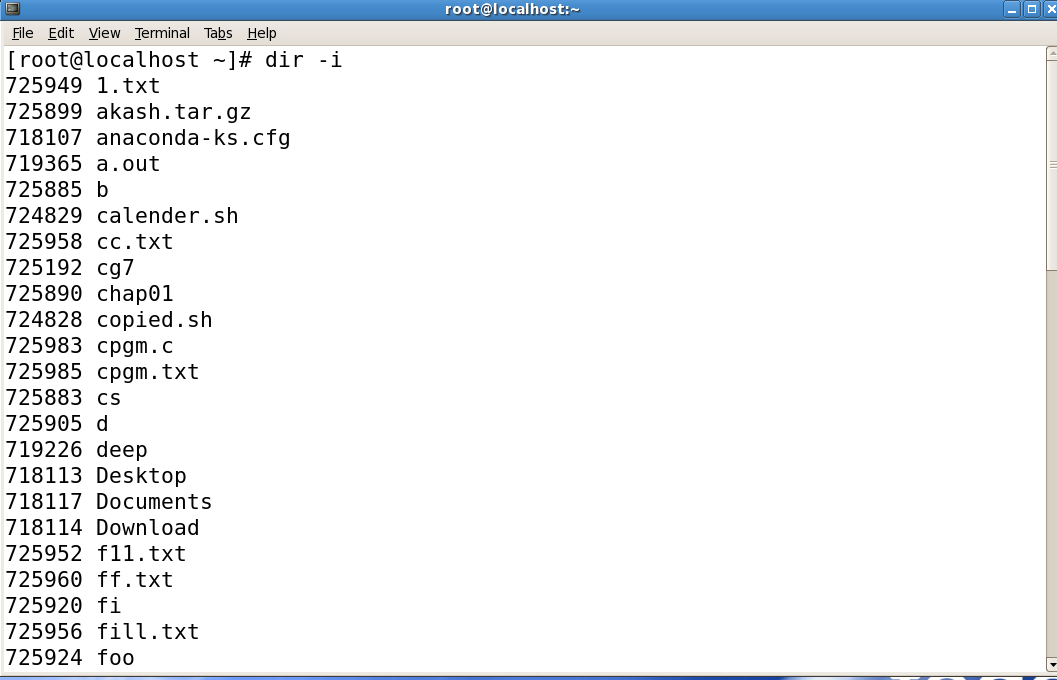 root@localhost:~
File Edit View Terminal Tabs Help
[root@localhost ~]# dir -i
725949 1.txt
725899 akash.tar.gz
718107 anaconda-ks.cfg
719365 a.out
725885 b
724829 calender.sh
725958 cc.txt
725192 cg7
725890 chap01
724828 copied.sh
725983 cpgm.c
725985 cpgm.txt
725883 cs
725905 d
719226 deep
718113 Desktop
718117 Documents
718114 Download
725952 f11.txt
725960 ff.txt
725920 fi
725956 fill.txt
725924 foo